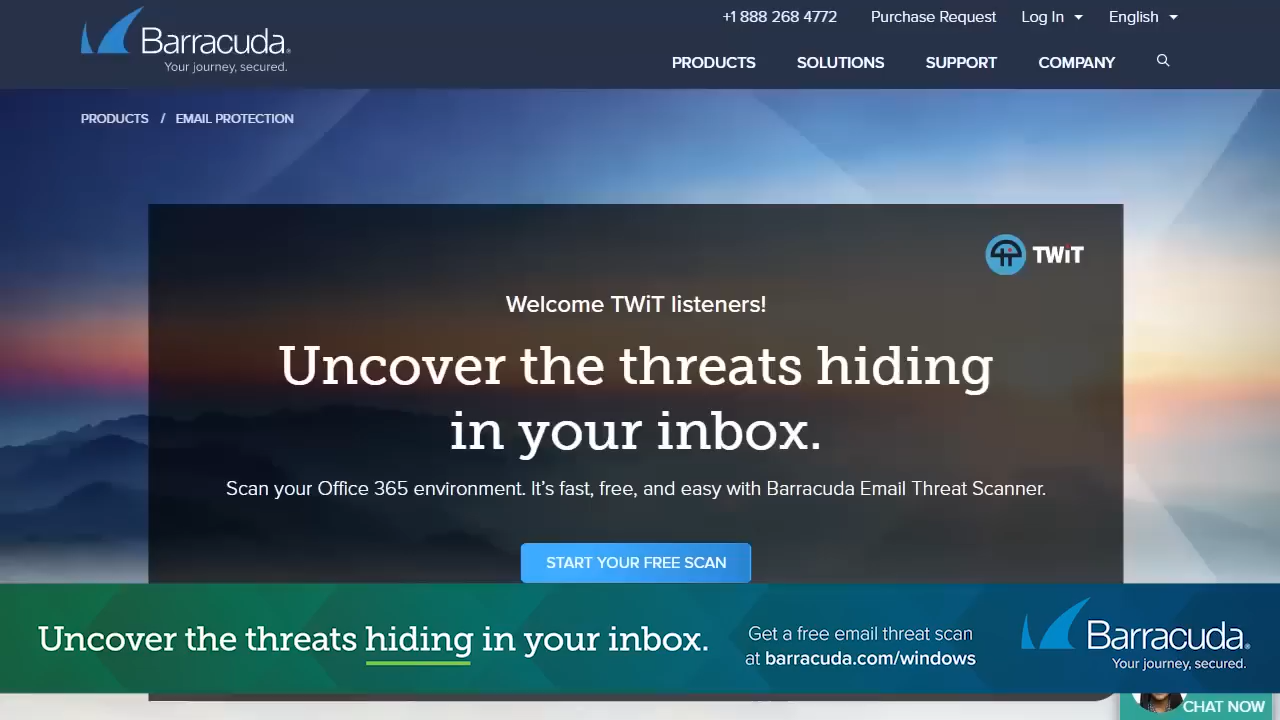 +1 888 268 4772 Purchase Request Log In English
Barracuda®
Your journey, secured.
PRODUCTS SOLUTIONS SUPPORT COMPANY
PRODUCTS / EMAIL PROTECTION
TWiT
Welcome TWiT listeners!
Uncover the threats hiding
in your inbox.
Scan your Office 365 environment. It’s fast, free, and easy with Barracuda Email Threat Scanner.
START YOUR FREE SCAN
Uncover the threats hiding in your inbox.
Get a free email threat scan
at barracuda.com/windows
Barracuda®
Your journey, secured.
CHAT NOW